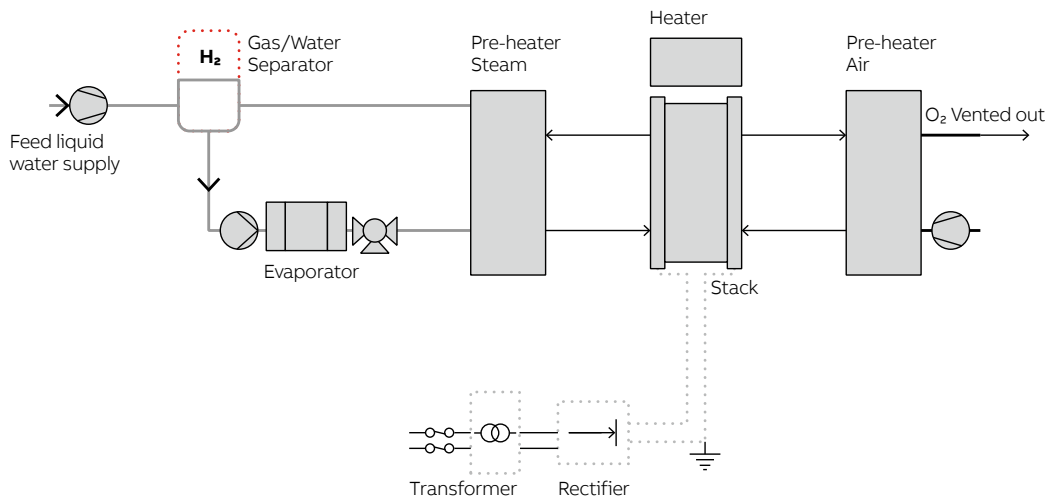 Heater
H₂
Gas/Water
Separator
Pre-heater
Steam
Pre-heater
Air
O₂ Vented out
Feed liquid
water supply
Evaporator
Stack
Transformer
Rectifier